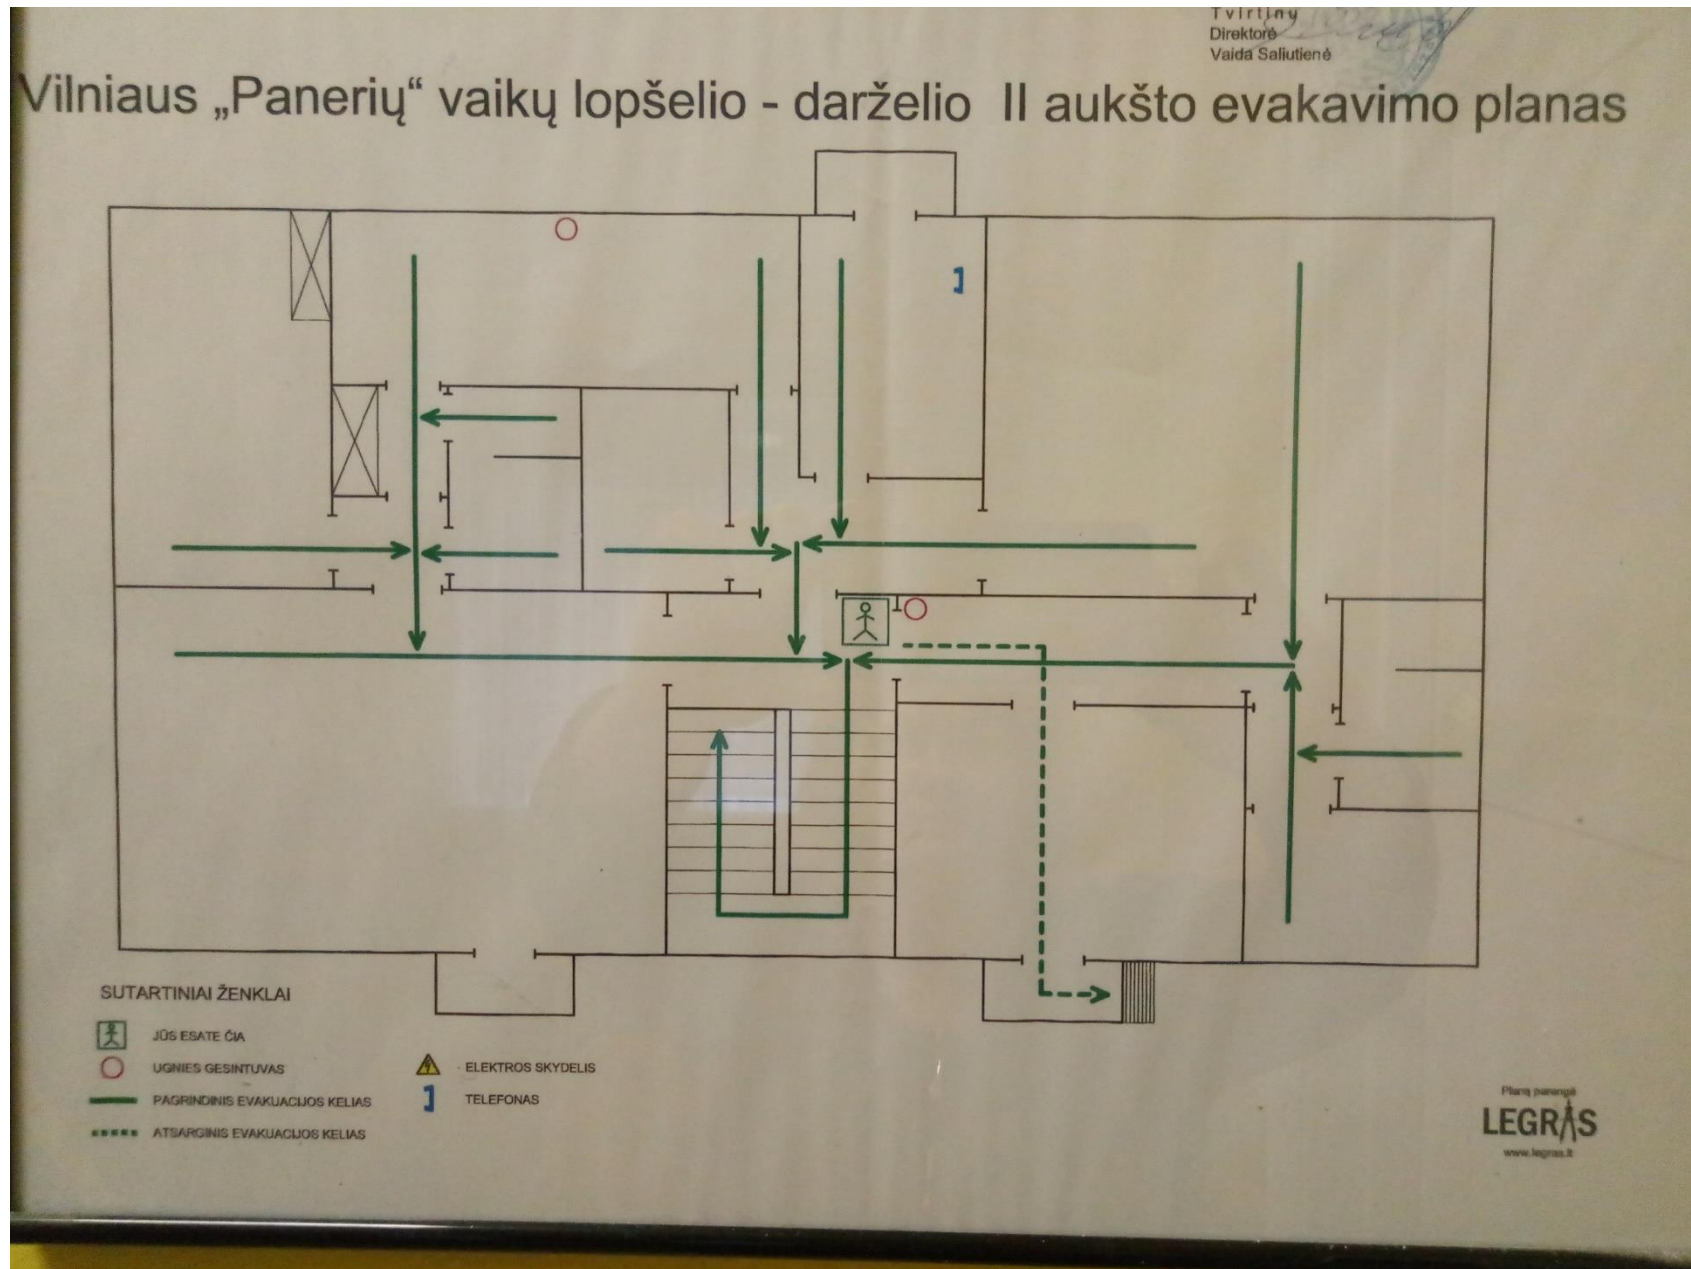 Tvirtinu
Direktorė
Vaida Saliutienė
Vilniaus „Panerių“ vaikų lopšelio - darželio II aukšto evakavimo planas
SUTARTINIAI ŽENKLAI
JŪS ESATE ČIA
UGNIES GESINTUVAS
PAGRINDINIS EVAKUACIJOS KELIAS
ATSARGINIS EVAKUACIJOS KELIAS
ELEKTROS SKYDELIS
TELEFONAS
Planą parengė
LEGRAS
www.legras.lt